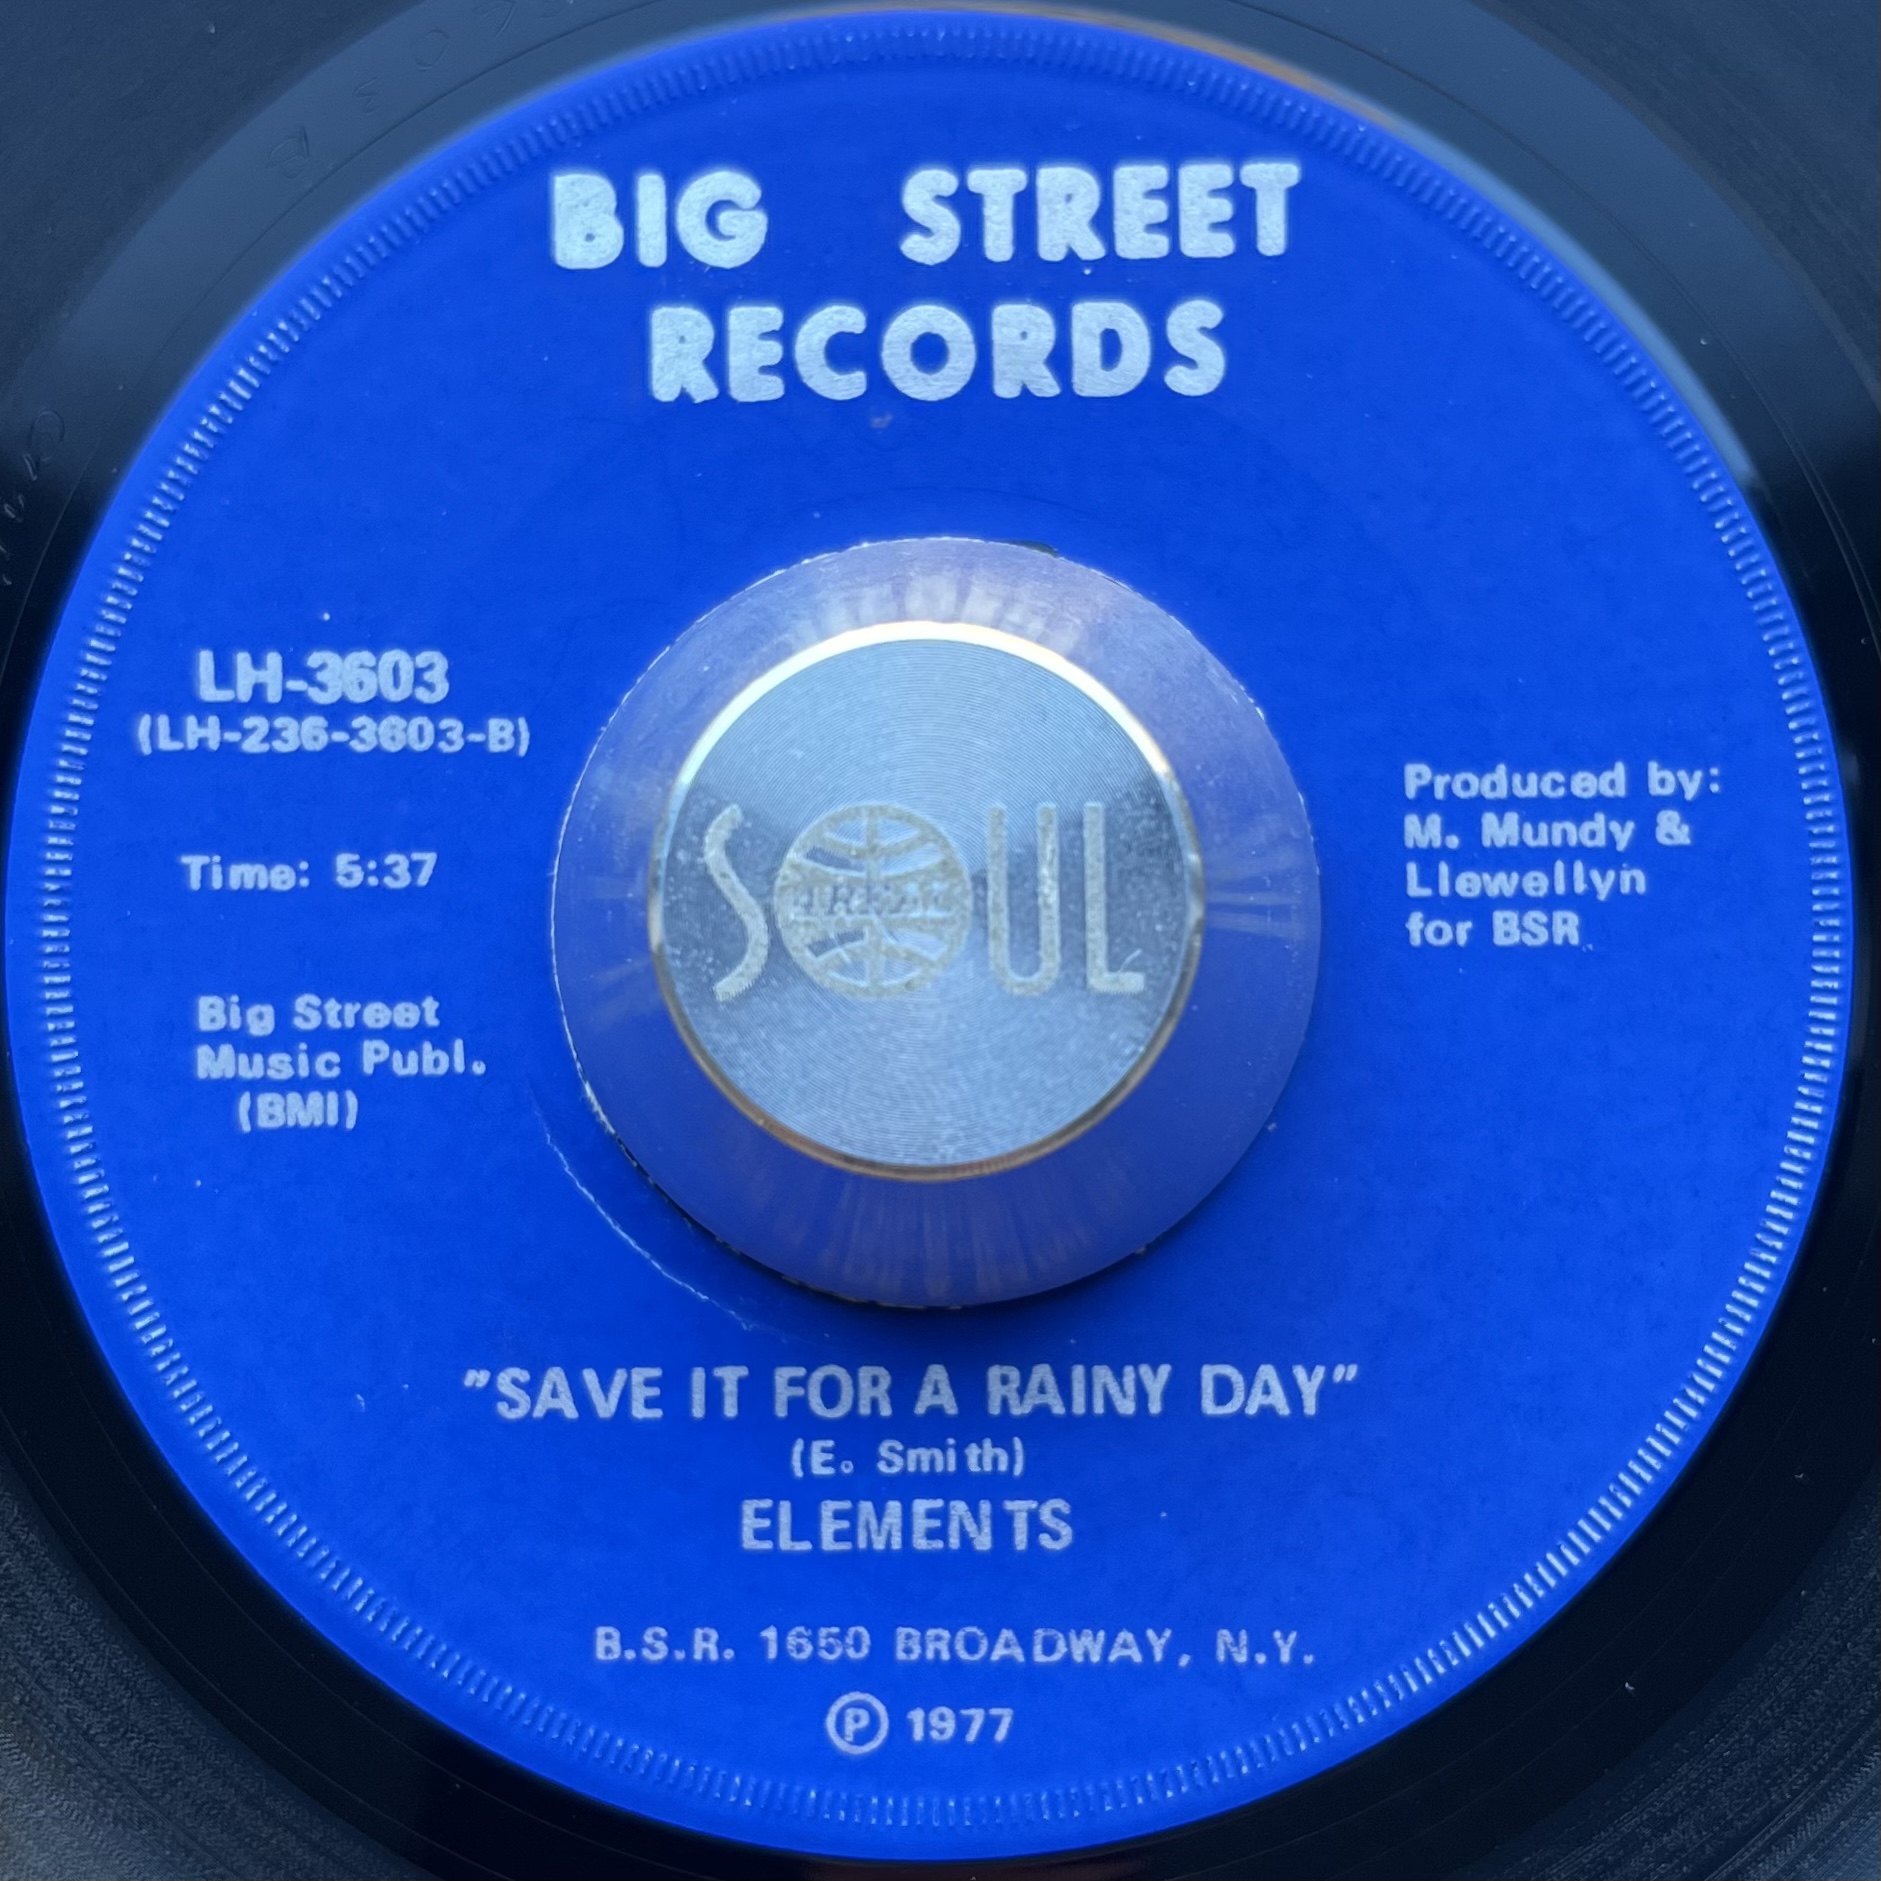 BIG STREET
RECORDS
LH-3603
(LH-236-3603-B)
Time: 5:37
Big Street
Music Publ.
(BMI)
SOUL
Produced by:
M. Mundy &
Llewellyn
for BSR
"SAVE IT FOR A RAINY DAY"
(E. Smith)
ELEMENTS
B.S.R. 1650 BROADWAY, N.Y.
Ⓟ 1977